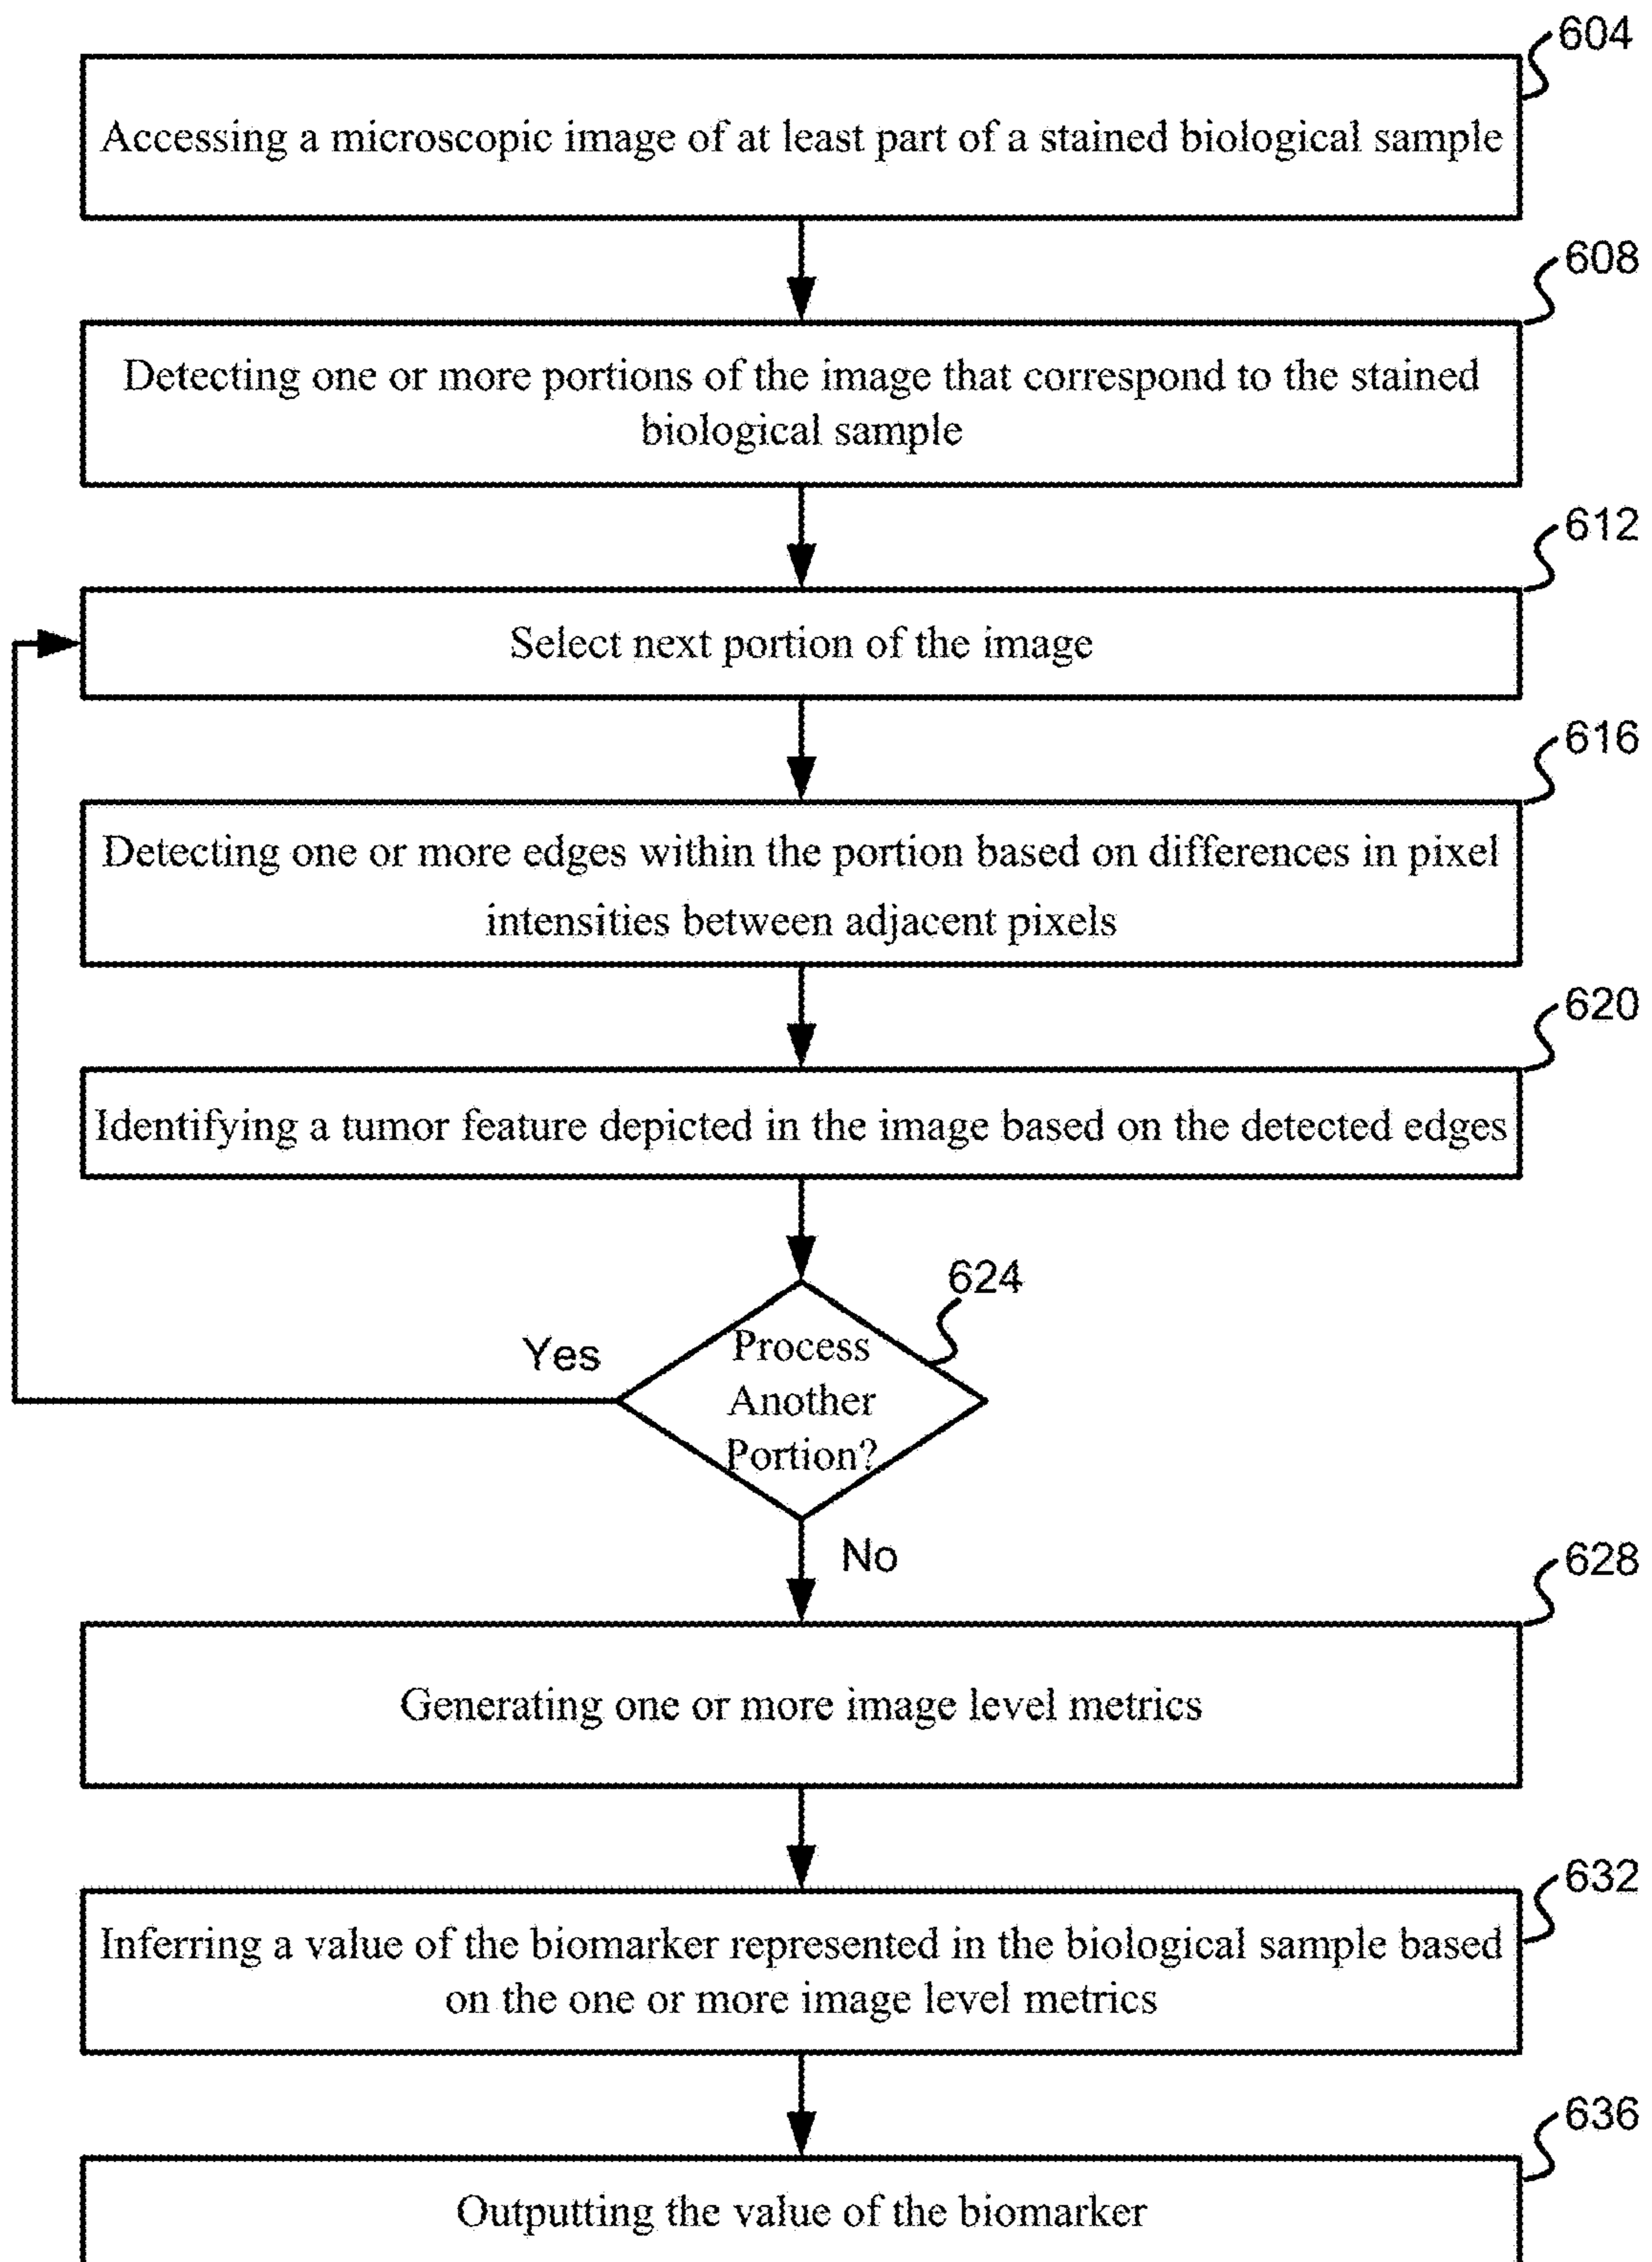 604
Accessing a microscopic image of at least part of a stained biological sample
608
Detecting one or more portions of the image that correspond to the stained
biological sample
612
Select next portion of the image
616
Detecting one or more edges within the portion based on differences in pixel
intensities between adjacent pixels
620
Identifying a tumor feature depicted in the image based on the detected edges
624
Yes
Process
Another
Portion?
No
628
Generating one or more image level metrics
632
Inferring a value of the biomarker represented in the biological sample based
on the one or more image level metrics
636
Outputting the value of the biomarker